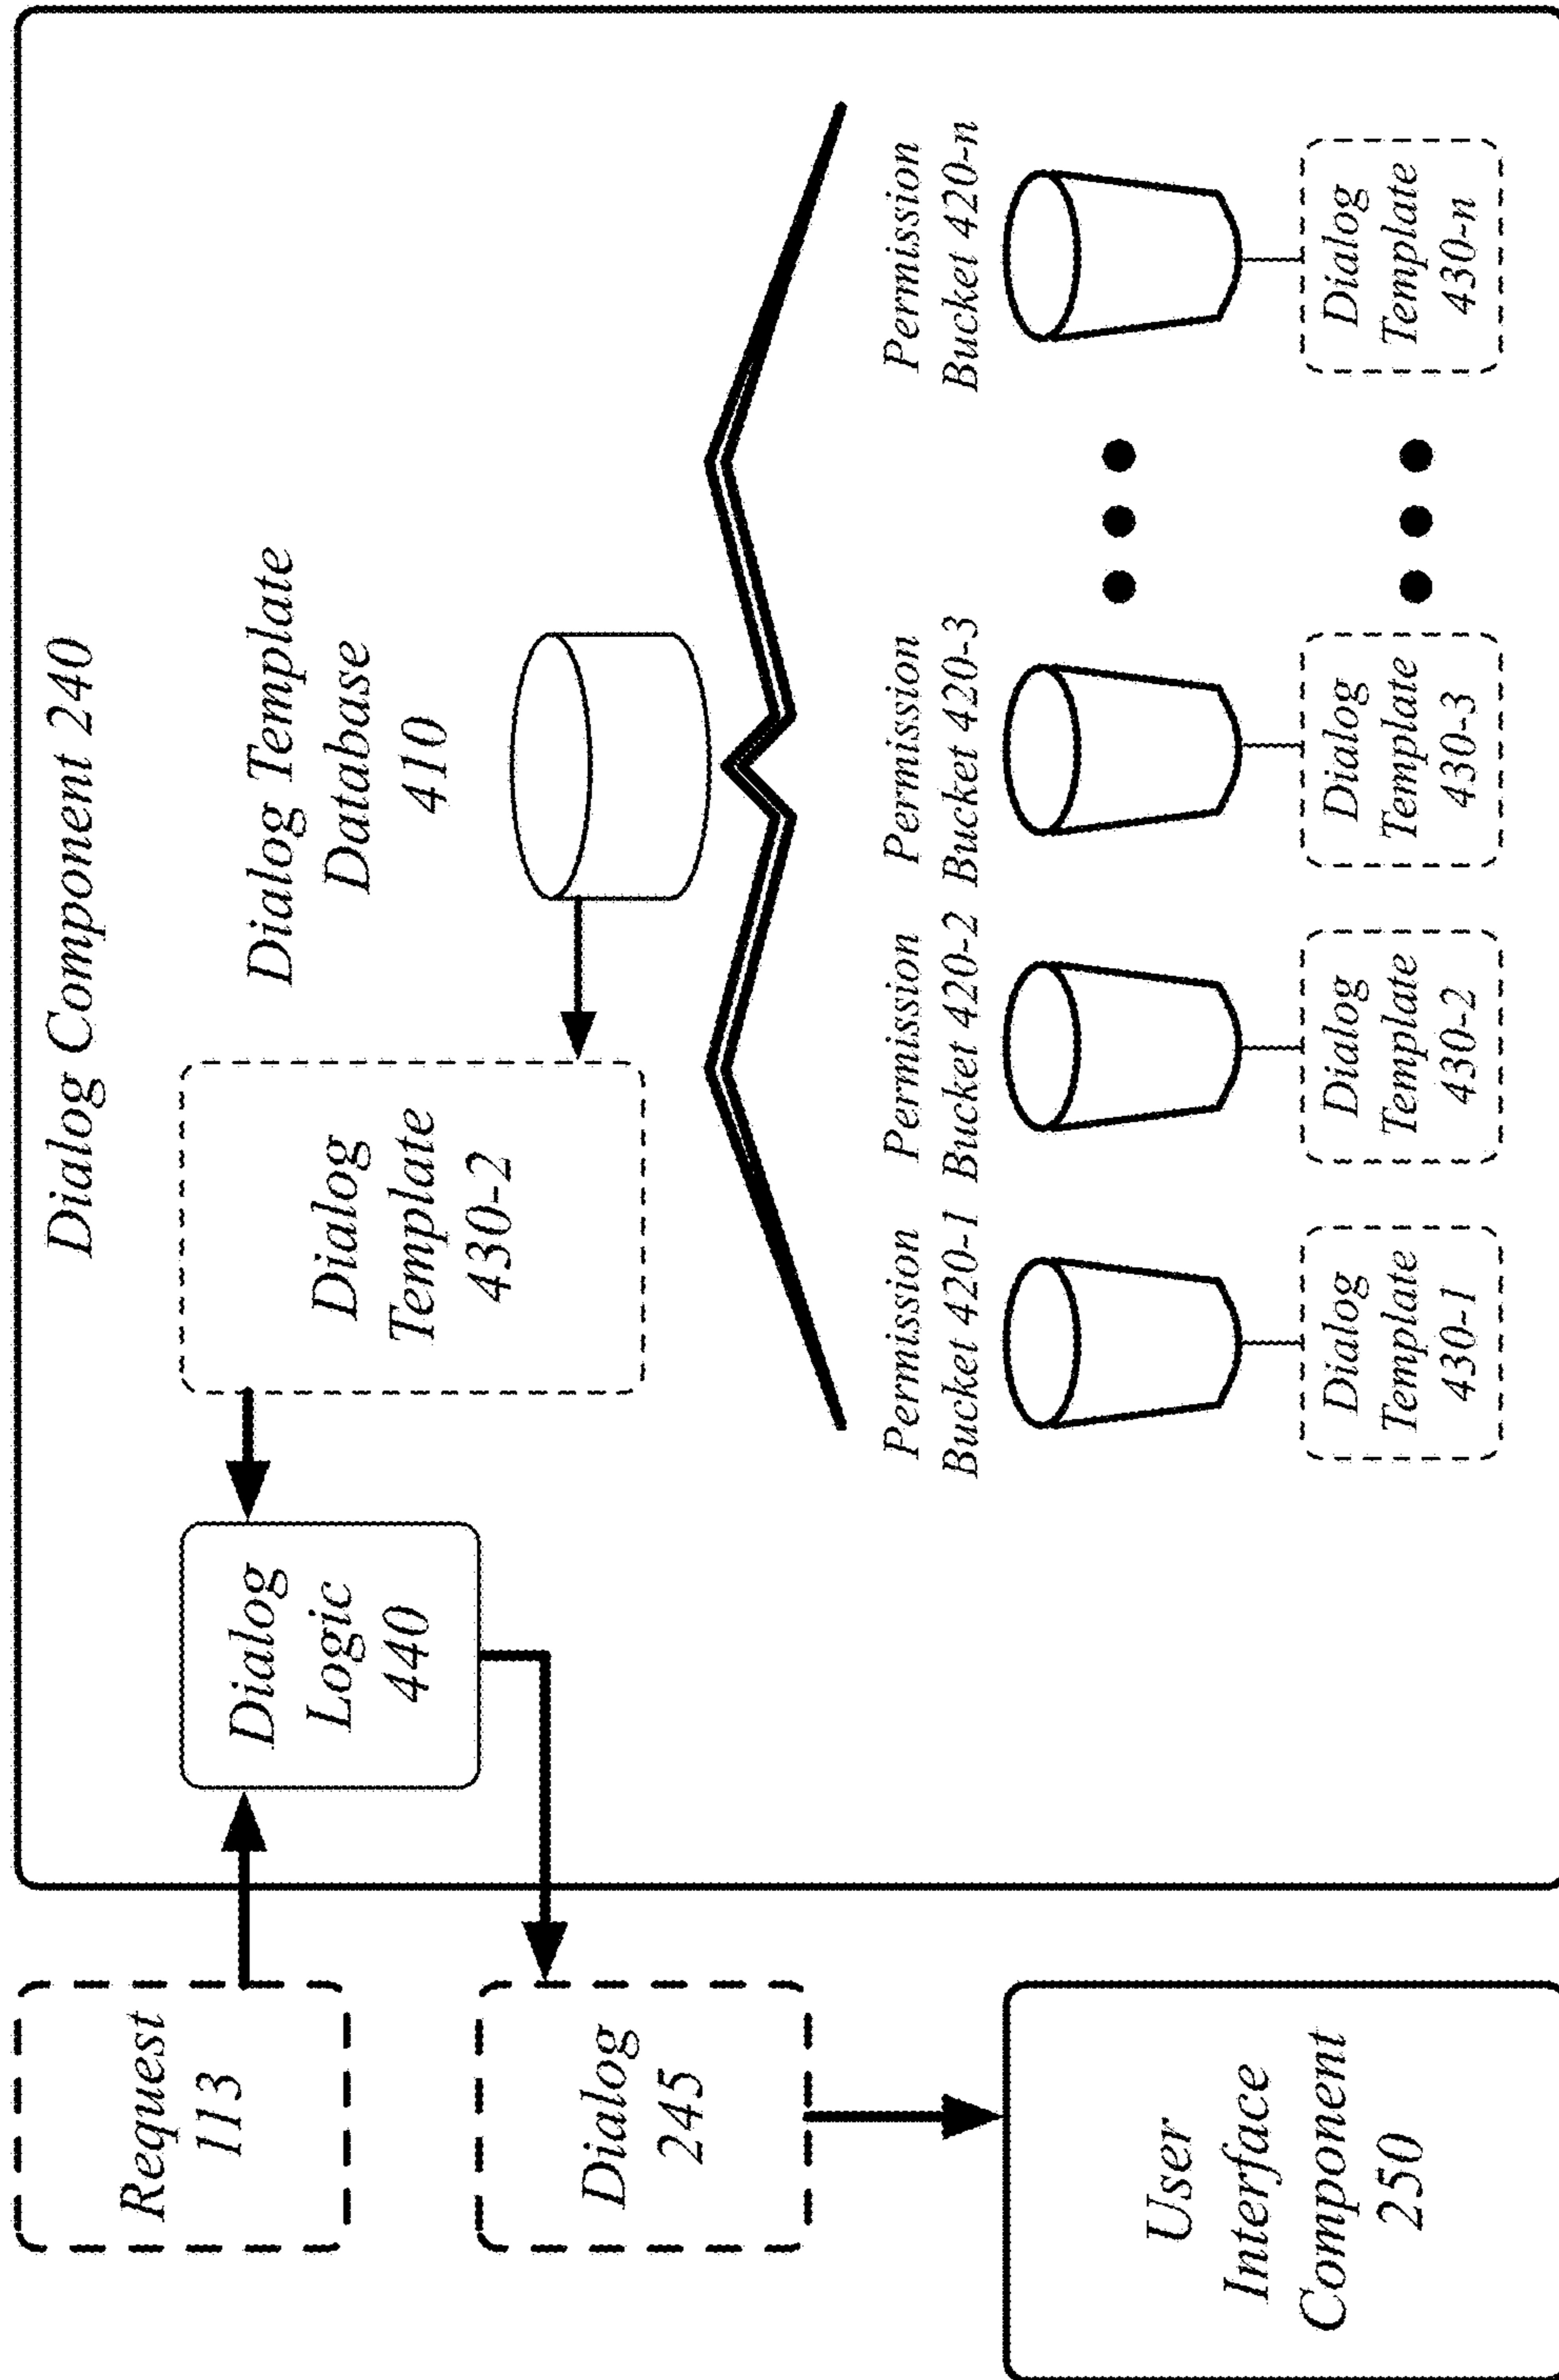 Dialog Component 240
Request
113
Dialog
Logic
440
Dialog
Template
430-2
Dialog Template
Database
410
Dialog
245
User
Interface
Component
250
Permission
Bucket 420-1
Permission
Bucket 420-2
Permission
Bucket 420-3
Permission
Bucket 420-n
Dialog
Template
430-1
Dialog
Template
430-2
Dialog
Template
430-3
Dialog
Template
430-n